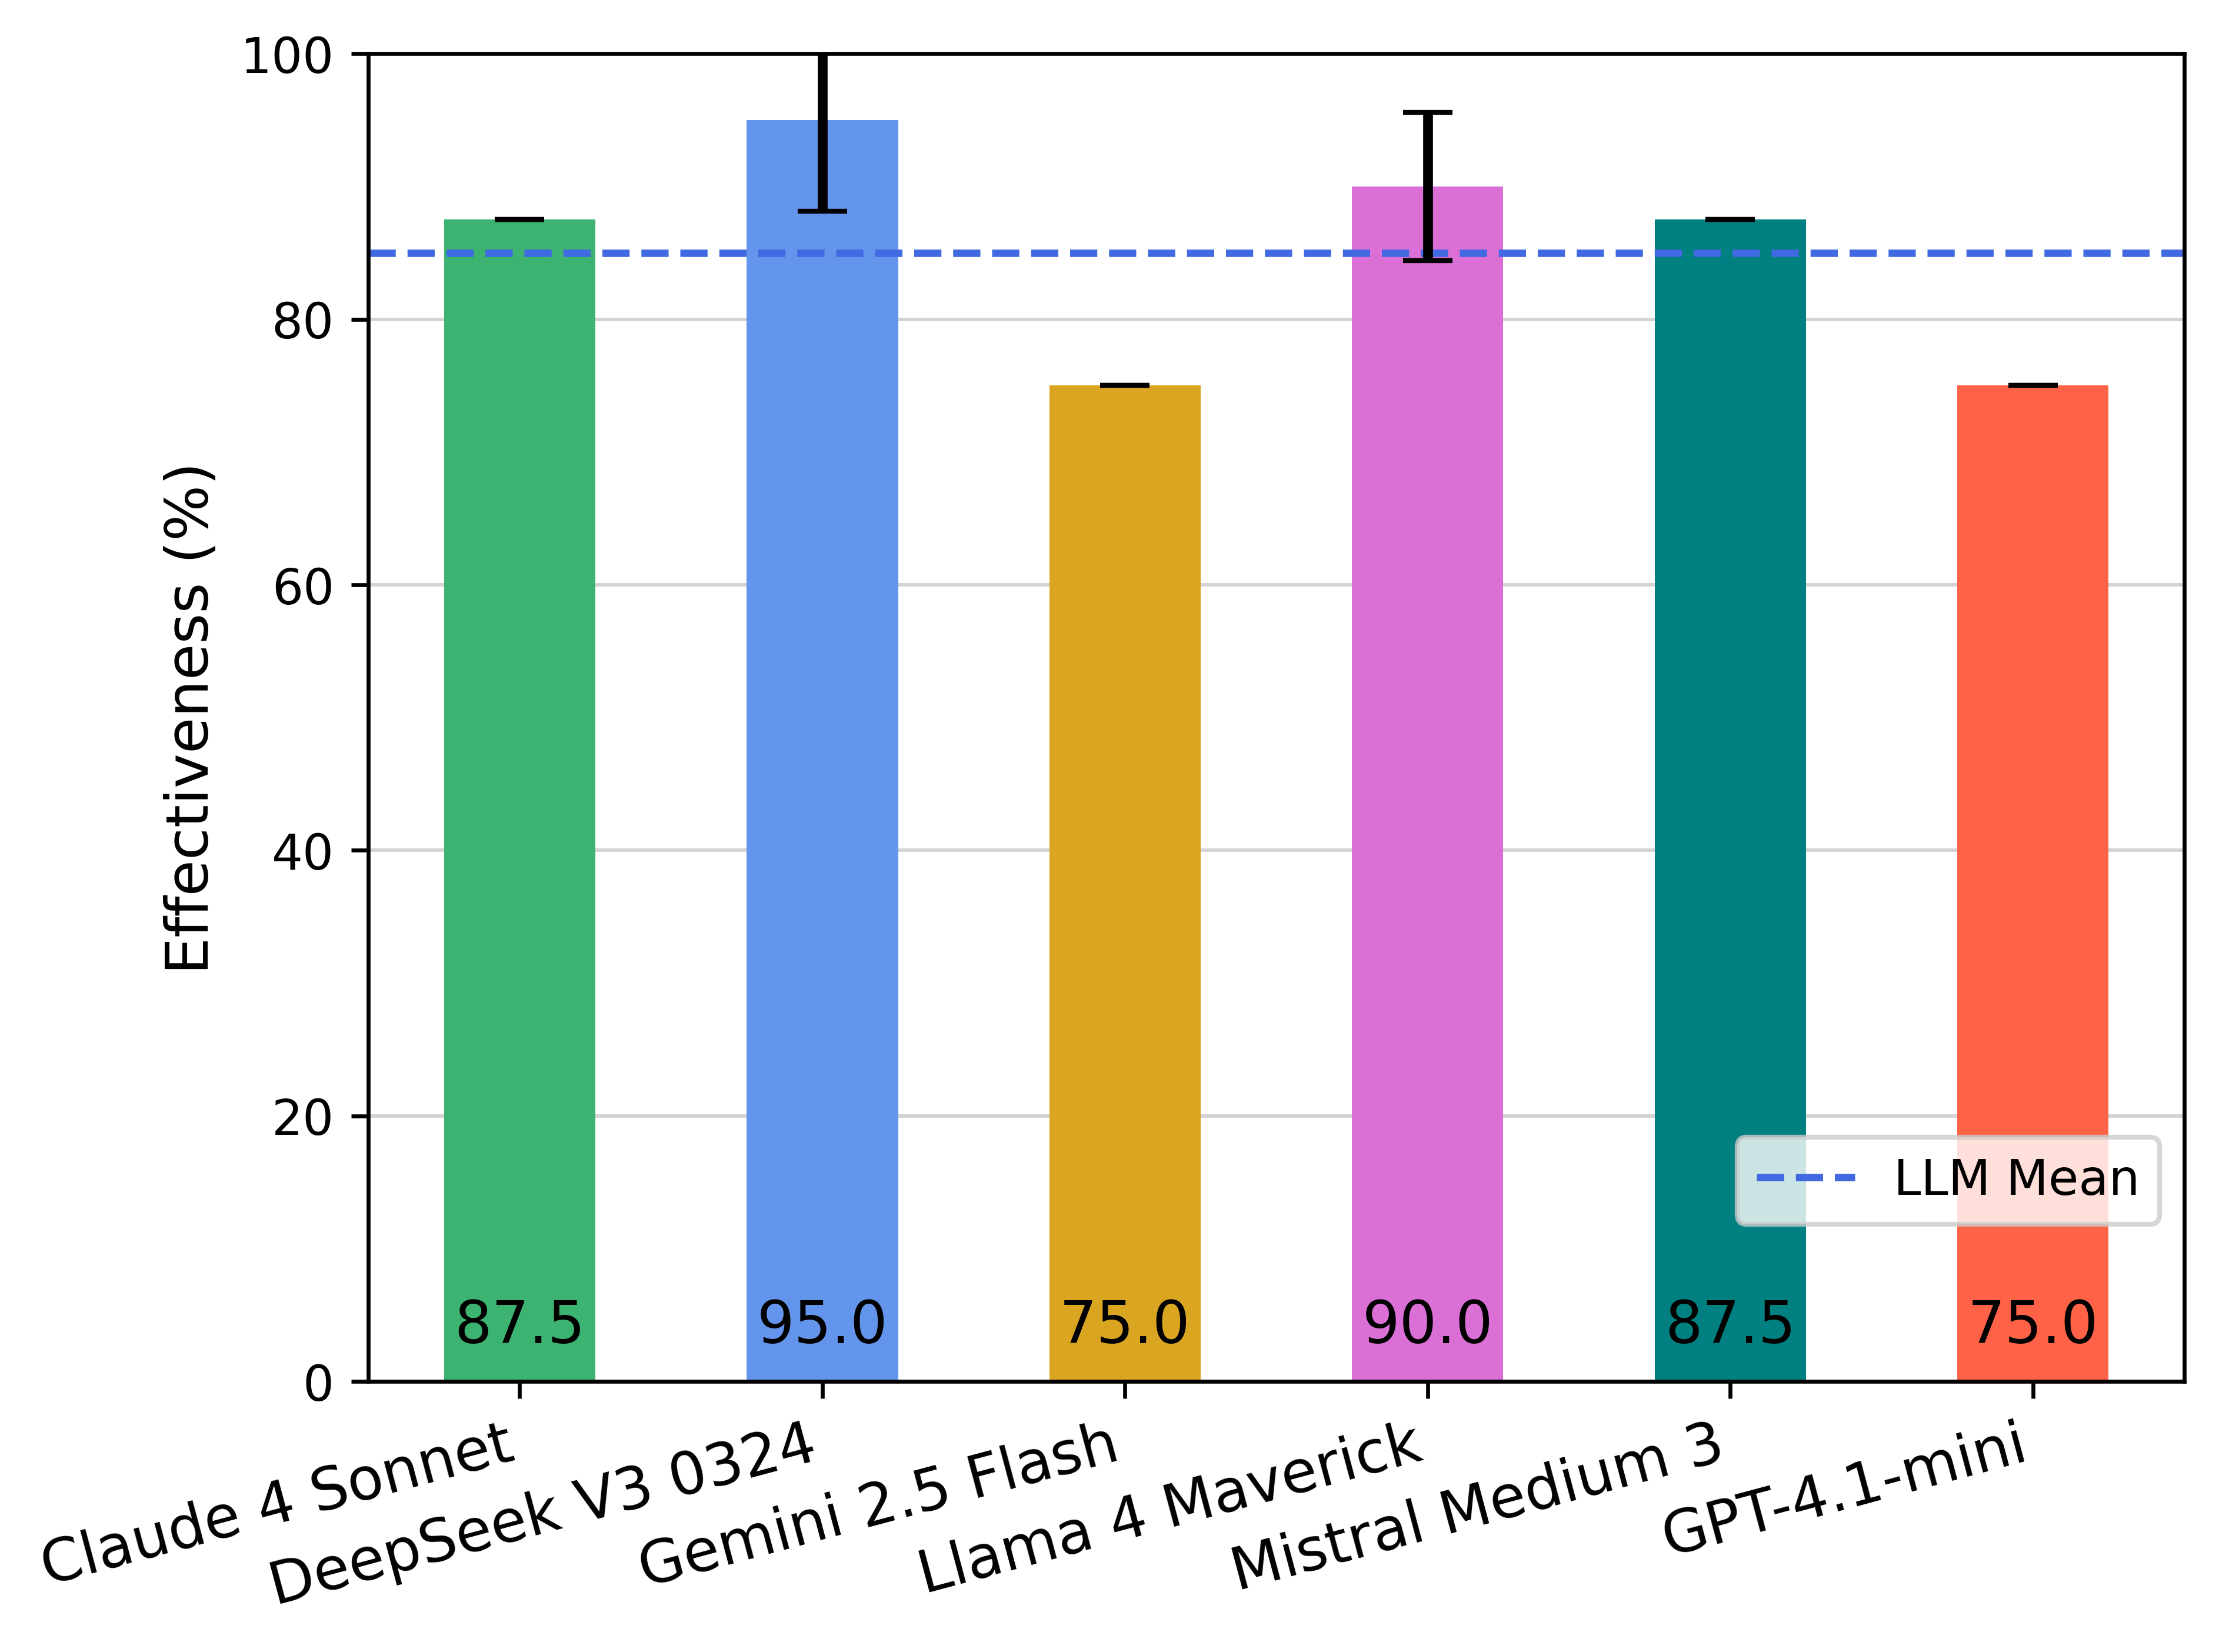 100
80
60
40
20
0
Effectiveness (%)
LLM Mean
87.5
95.0
75.0
90.0
87.5
75.0
Claude 4 Sonnet
DeepSeek V3 0324
Gemini 2.5 Flash
Llama 4 Maverick
Mistral Medium 3
GPT-4.1-mini